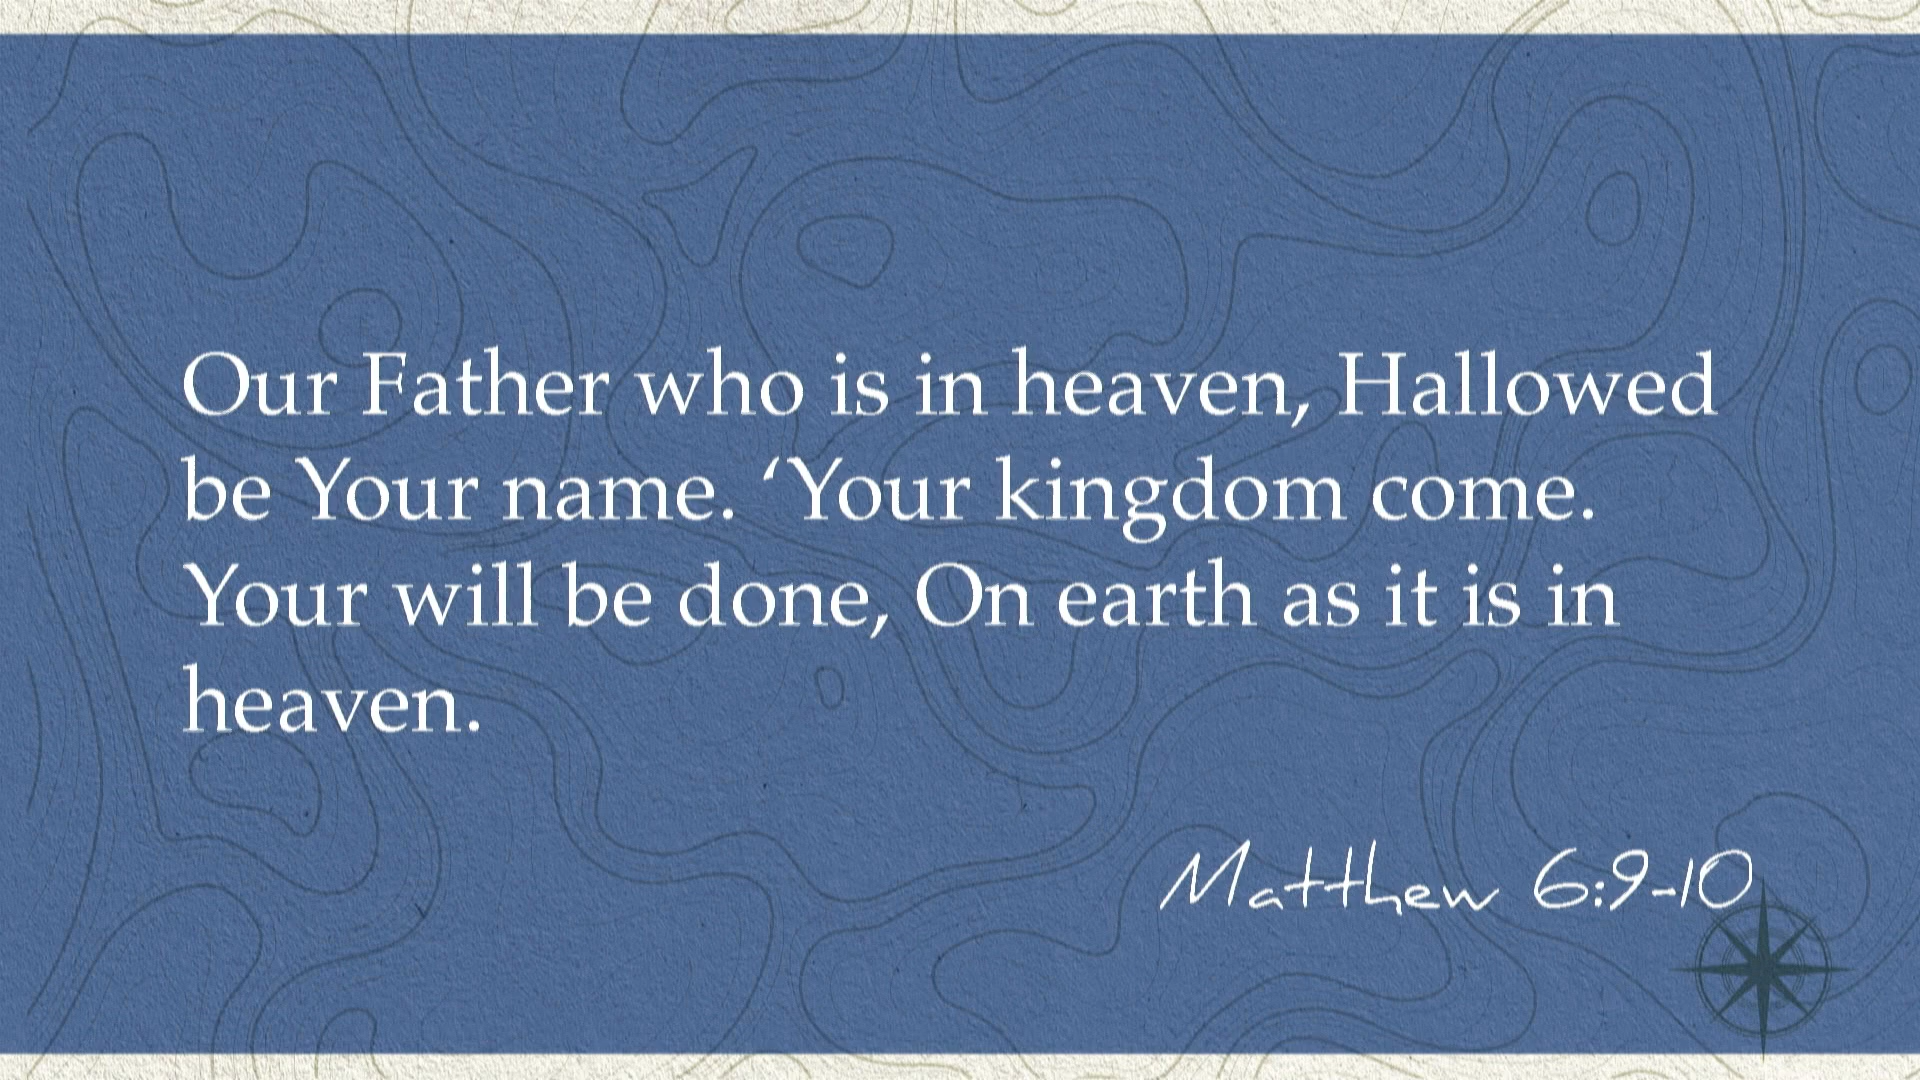 Our Father who is in heaven, Hallowed
be Your name. ‘Your kingdom come.
Your will be done, On earth as it is in
heaven.
Matthew 6:9-10